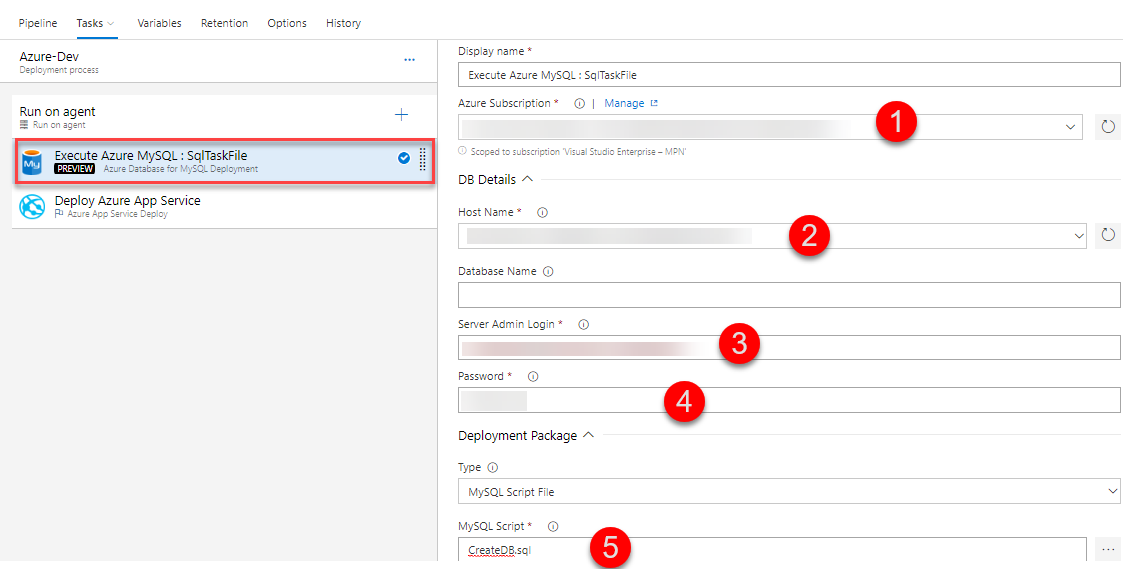 Pipeline Tasks Variables Retention Options History
Azure-Dev
Deployment process
Run on agent
Run on agent
My
Execute Azure MySQL : SqlTaskFile
PREVIEW Azure Database for MySQL Deployment
Deploy Azure App Service
Azure App Service Deploy
Display name *
Execute Azure MySQL : SqlTaskFile
Azure Subscription * | Manage
1
Scoped to subscription 'Visual Studio Enterprise – MPN'
DB Details
Host Name *
2
Database Name
Server Admin Login *
3
Password *
4
Deployment Package
Type
MySQL Script File
MySQL Script *
CreateDB.sql
5